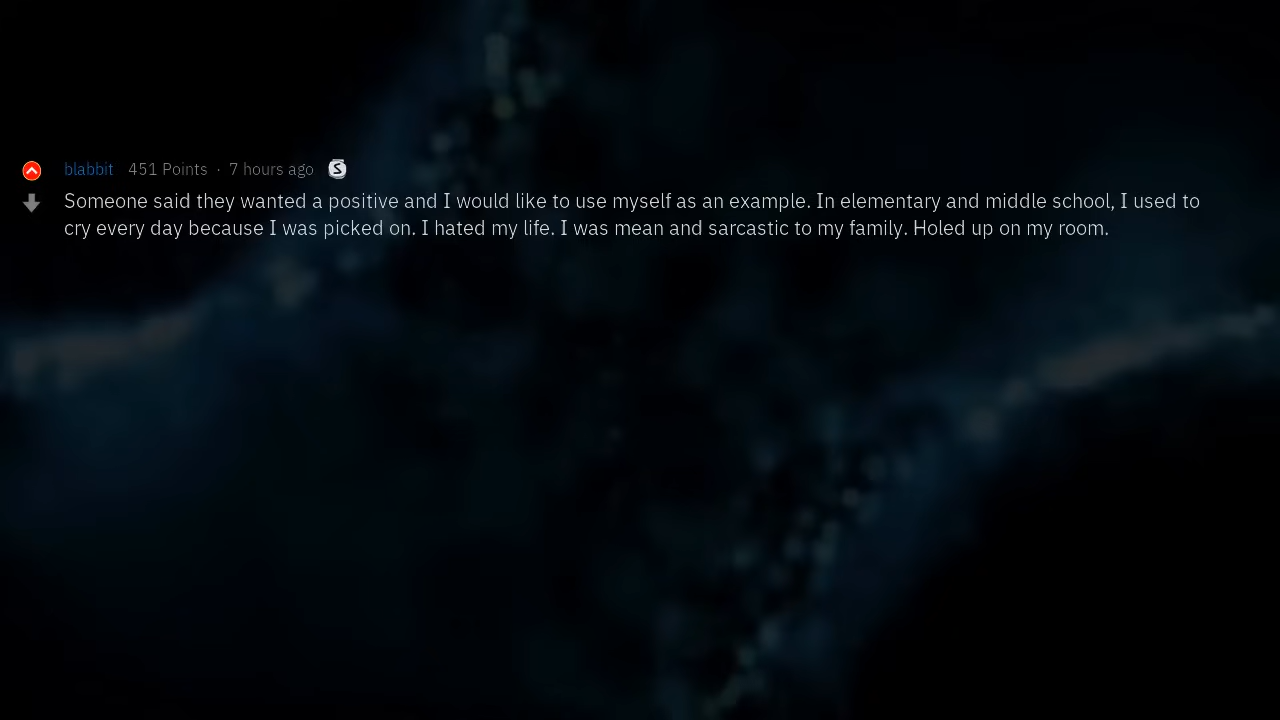 blabbit 451 Points · 7 hours ago S
Someone said they wanted a positive and I would like to use myself as an example. In elementary and middle school, I used to
cry every day because I was picked on. I hated my life. I was mean and sarcastic to my family. Holed up on my room.